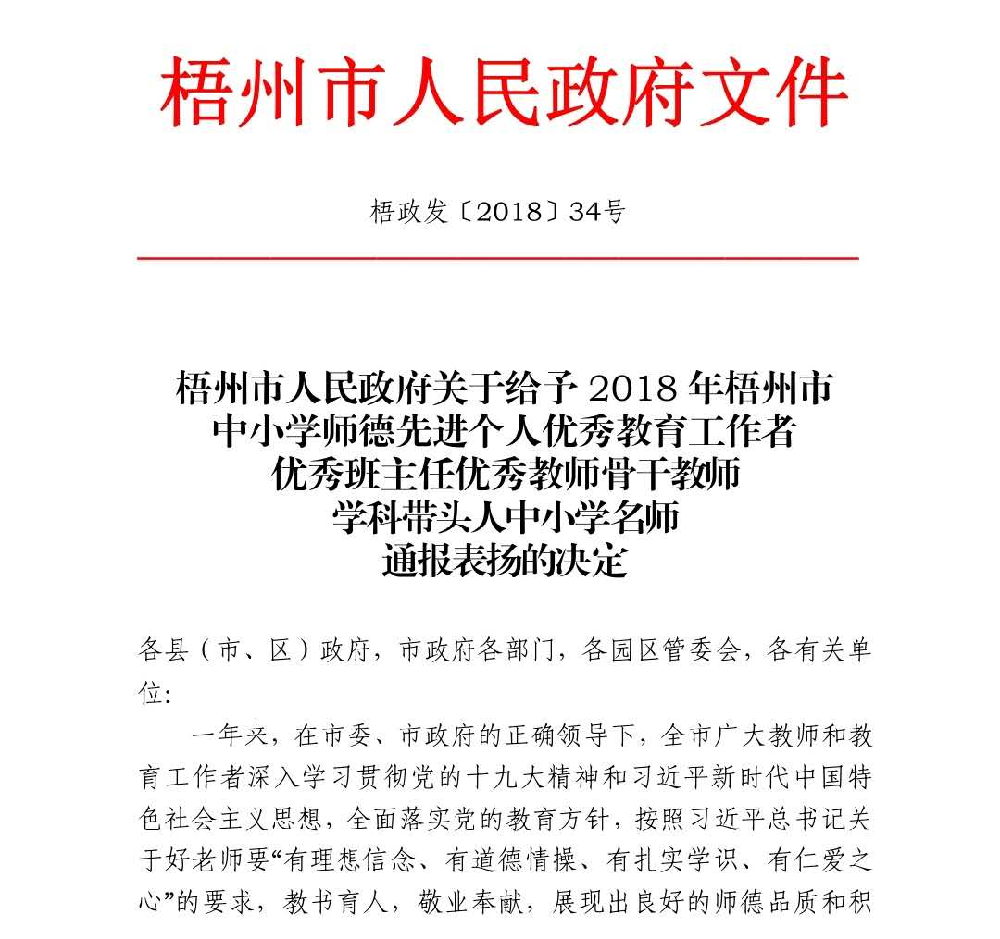 梧州市人民政府文件
梧政发〔2018〕34号
梧州市人民政府关于给予 2018 年梧州市
中小学师德先进个人优秀教育工作者
优秀班主任优秀教师骨干教师
学科带头人中小学名师
通报表扬的决定
各县（市、区）政府，市政府各部门，各园区管委会，各有关单
位：
一年来，在市委、市政府的正确领导下，全市广大教师和教
育工作者深入学习贯彻党的十九大精神和习近平新时代中国特
色社会主义思想，全面落实党的教育方针，按照习近平总书记关
于好老师要“有理想信念、有道德情操、有扎实学识、有仁爱之
心”的要求，教书育人，敬业奉献，展现出良好的师德品质和积